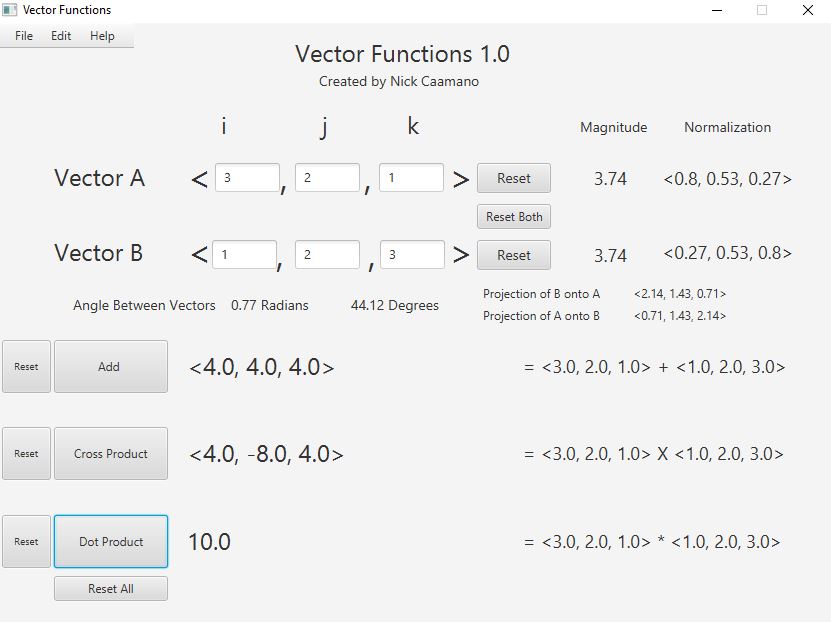 Vector Functions
File Edit Help
Vector Functions 1.0
Created by Nick Caamano
i j k
Magnitude Normalization
Vector A < 3 , 2 , 1 > Reset 3.74 <0.8, 0.53, 0.27>
Reset Both
Vector B < 1 , 2 , 3 > Reset 3.74 <0.27, 0.53, 0.8>
Projection of B onto A <2.14, 1.43, 0.71>
Angle Between Vectors 0.77 Radians 44.12 Degrees
Projection of A onto B <0.71, 1.43, 2.14>
Reset Add <4.0, 4.0, 4.0> = <3.0, 2.0, 1.0> + <1.0, 2.0, 3.0>
Reset Cross Product <4.0, -8.0, 4.0> = <3.0, 2.0, 1.0> X <1.0, 2.0, 3.0>
Reset Dot Product 10.0 = <3.0, 2.0, 1.0> * <1.0, 2.0, 3.0>
Reset All